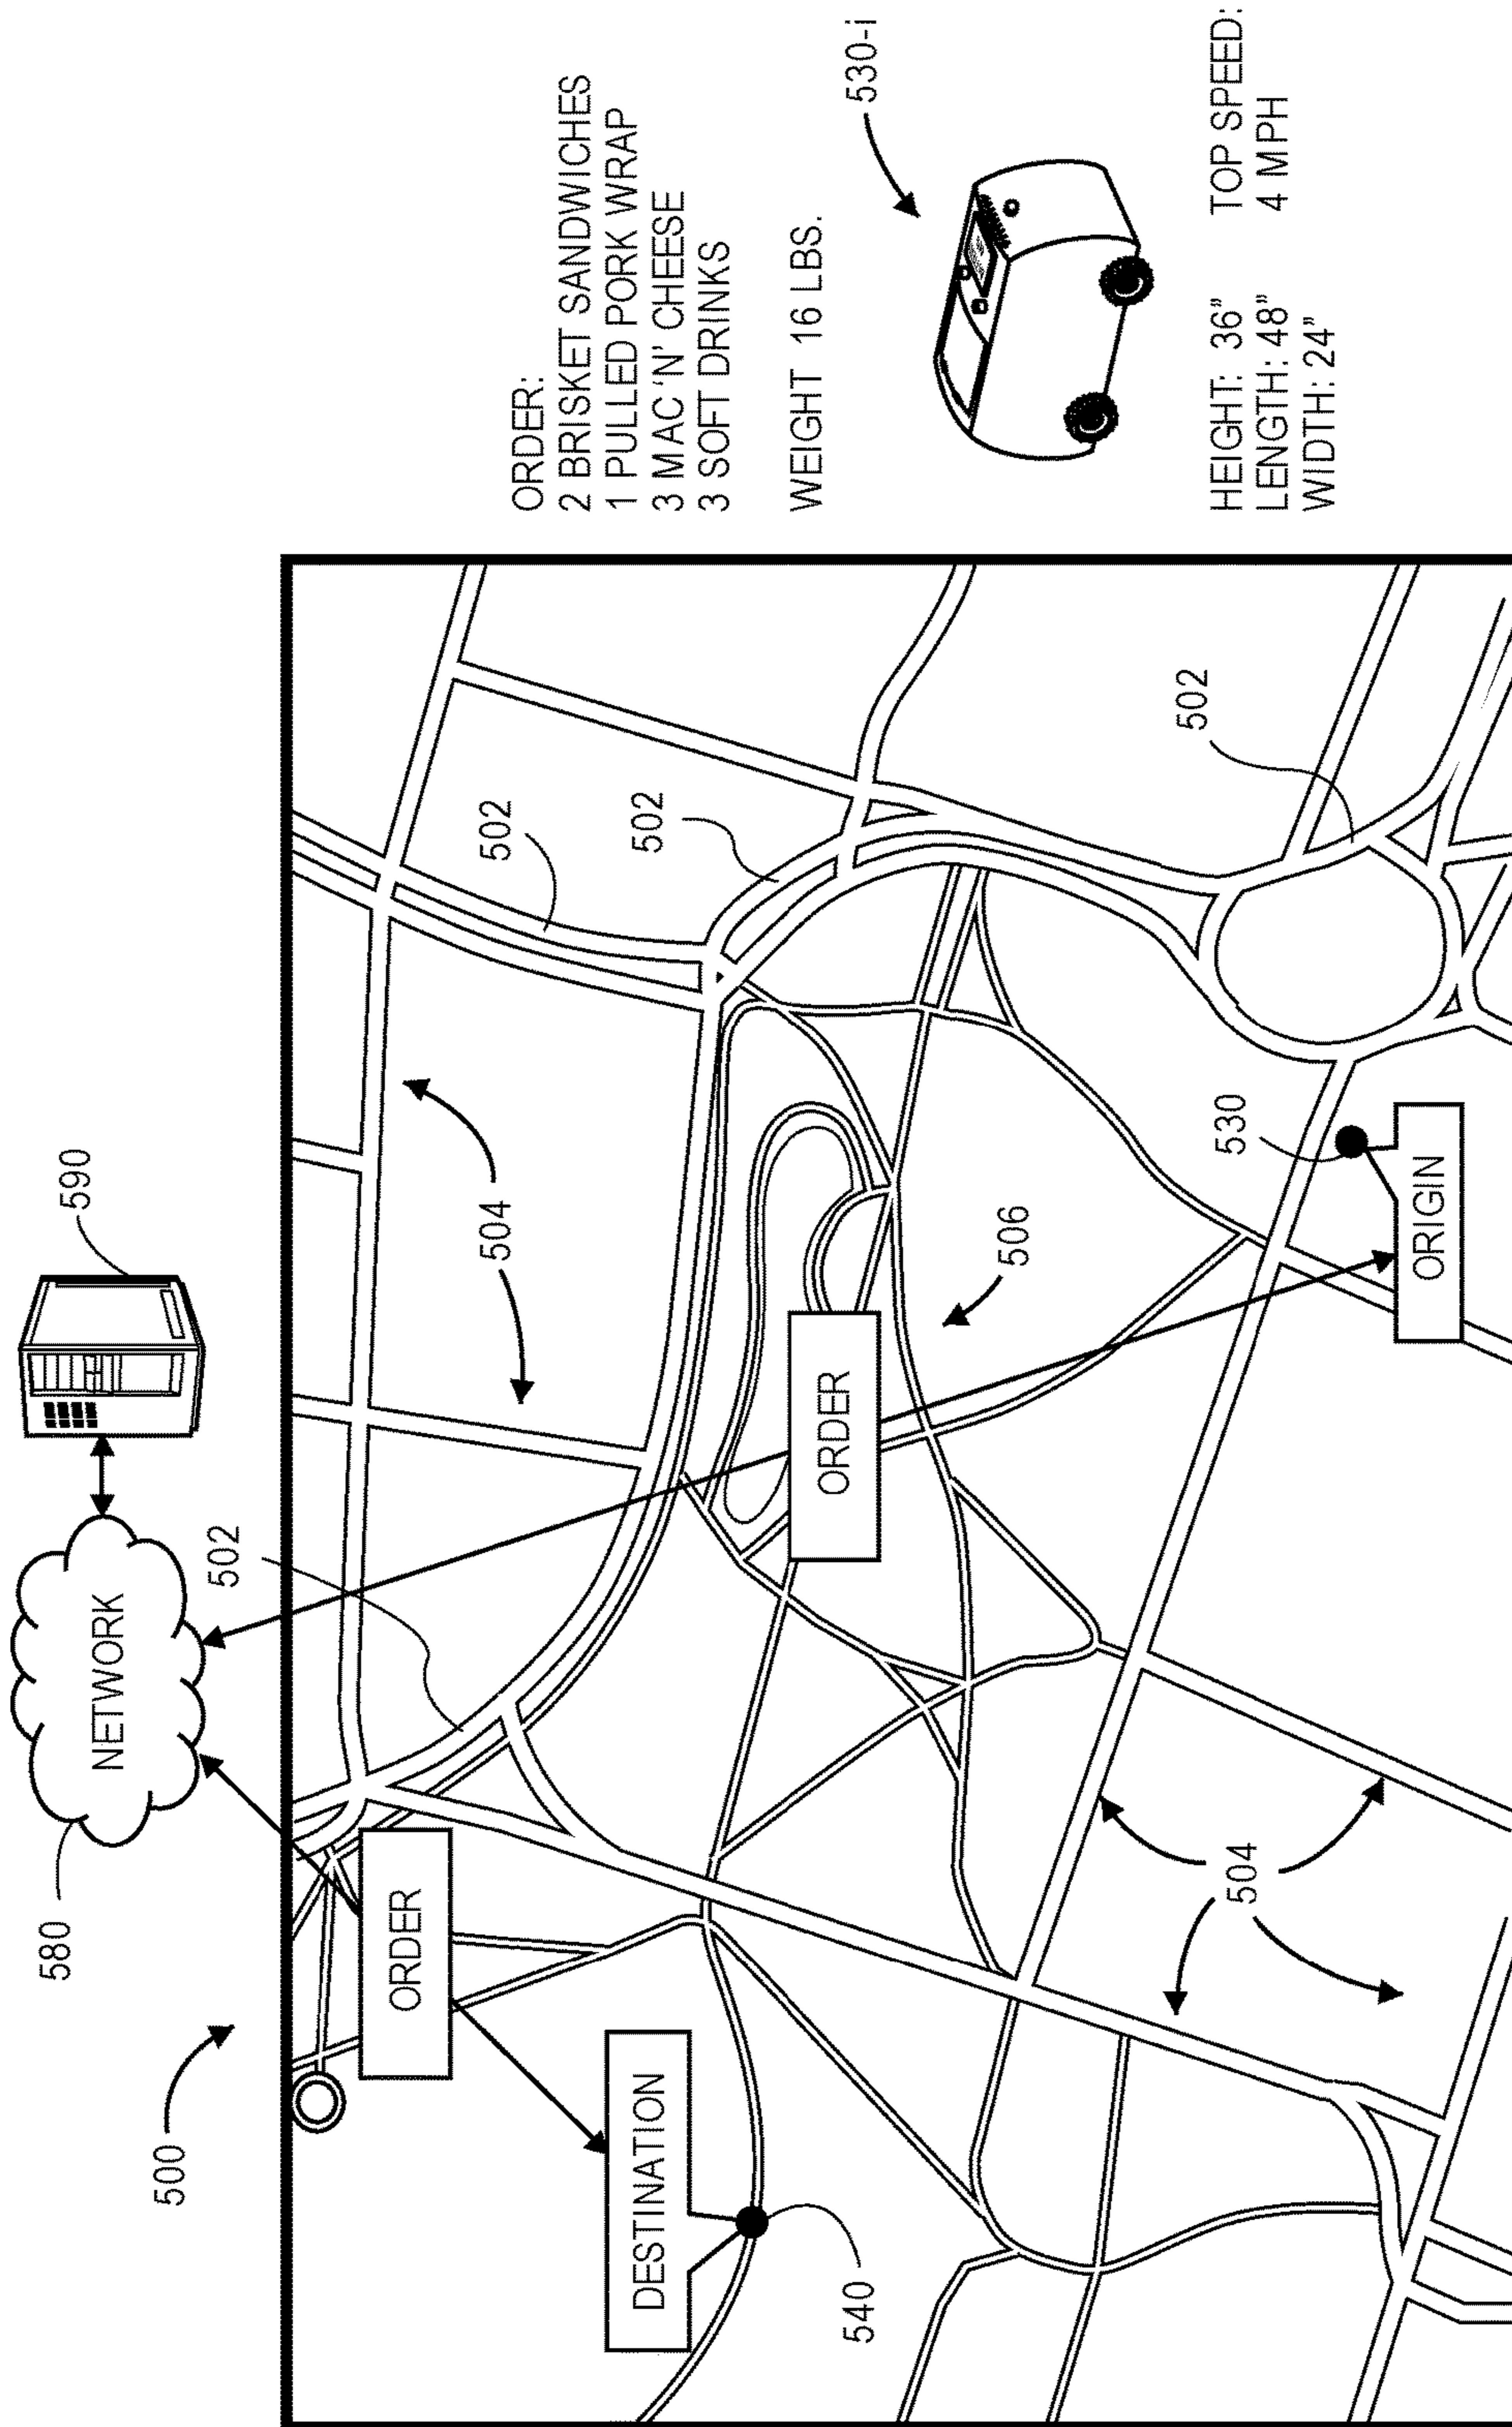 500
580
NETWORK
590
502
ORDER
504
502
502
DESTINATION
540
ORDER
506
504
530
ORIGIN
502
ORDER:
2 BRISKET SANDWICHES
1 PULLED PORK WRAP
3 MAC 'N' CHEESE
3 SOFT DRINKS
WEIGHT 16 LBS.
530-i
HEIGHT: 36"
LENGTH: 48"
WIDTH: 24"
TOP SPEED:
4 MPH